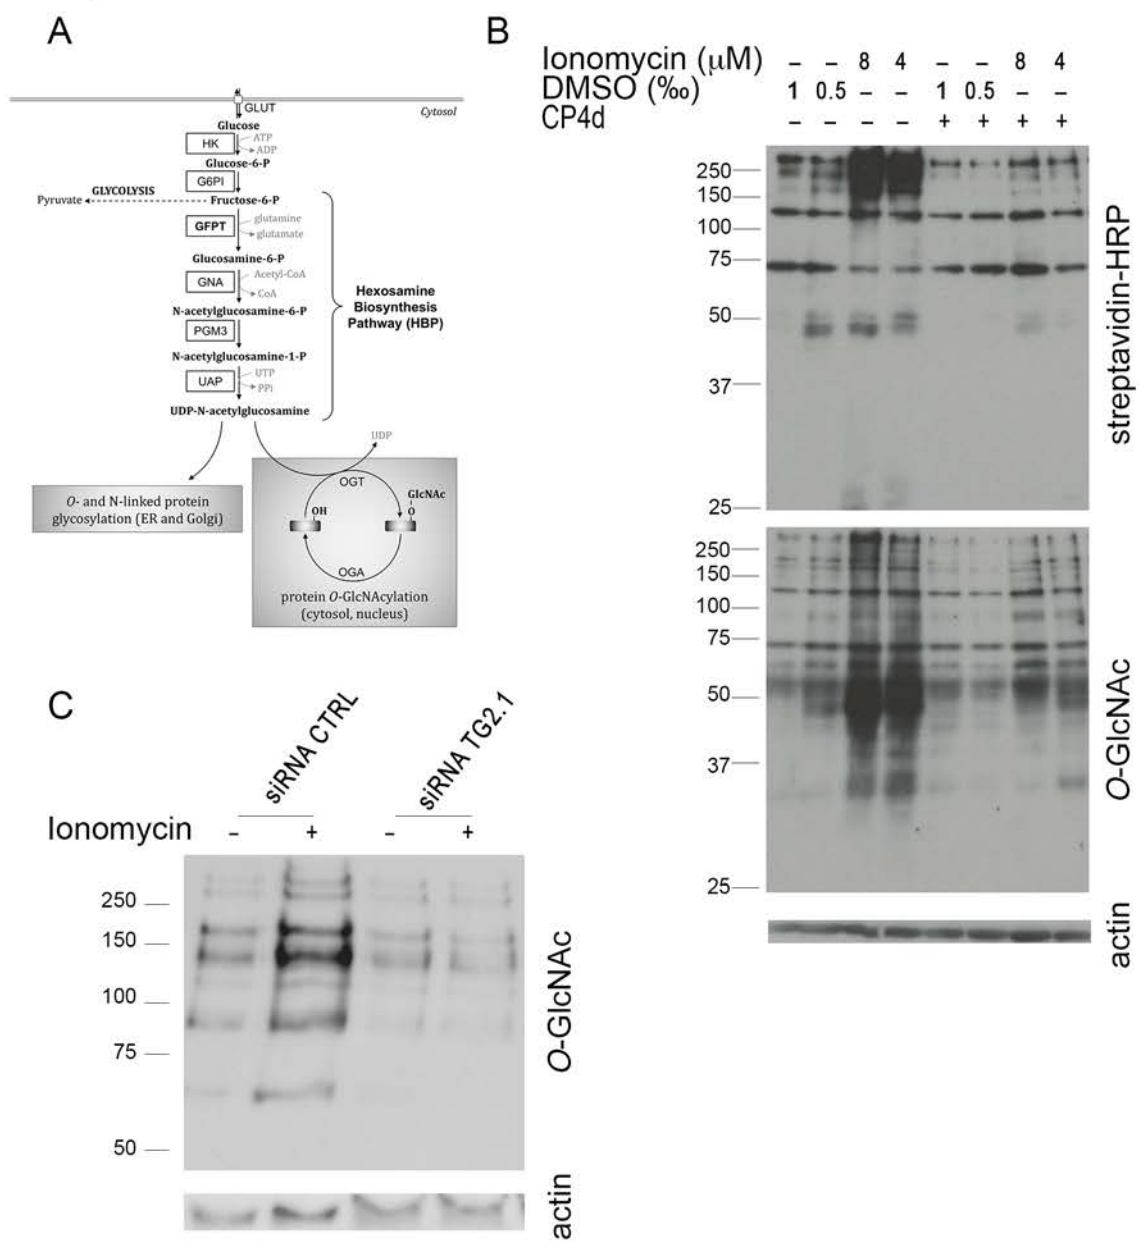 A
GLUT
Cytosol
Glucose
HK
ATP
ADP
Glucose-6-P
G6PI
GLYCOLYSIS
Pyruvate
Fructose-6-P
GFPT
glutamine
glutamate
Glucosamine-6-P
GNA
Acetyl-CoA
CoA
N-acetylglucosamine-6-P
PGM3
N-acetylglucosamine-1-P
UAP
UTP
PPi
UDP-N-acetylglucosamine
Hexosamine
Biosynthesis
Pathway (HBP)
UDP
O- and N-linked protein
glycosylation (ER and Golgi)
OGT
GlcNAc
OH
O
OGA
protein O-GlcNAcylation
(cytosol, nucleus)
B
Ionomycin (μM) – – 8 4 – – 8 4
DMSO (‰) 1 0.5 – – 1 0.5 – –
CP4d – – – – + + + +
250
150
100
75
50
37
25
streptavidin-HRP
250
150
100
75
50
37
25
O-GlcNAc
actin
C
siRNA CTRL
siRNA TG2.1
Ionomycin – + – +
250
150
100
75
50
O-GlcNAc
actin